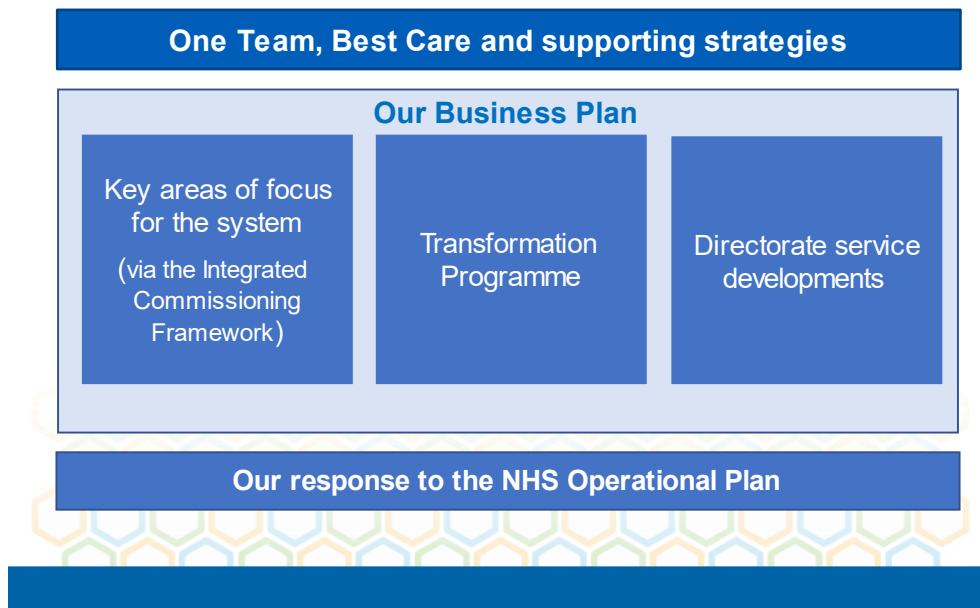 One Team, Best Care and supporting strategies
Our Business Plan
Key areas of focus
for the system
(via the Integrated
Commissioning
Framework)
Transformation
Programme
Directorate service
developments
Our response to the NHS Operational Plan